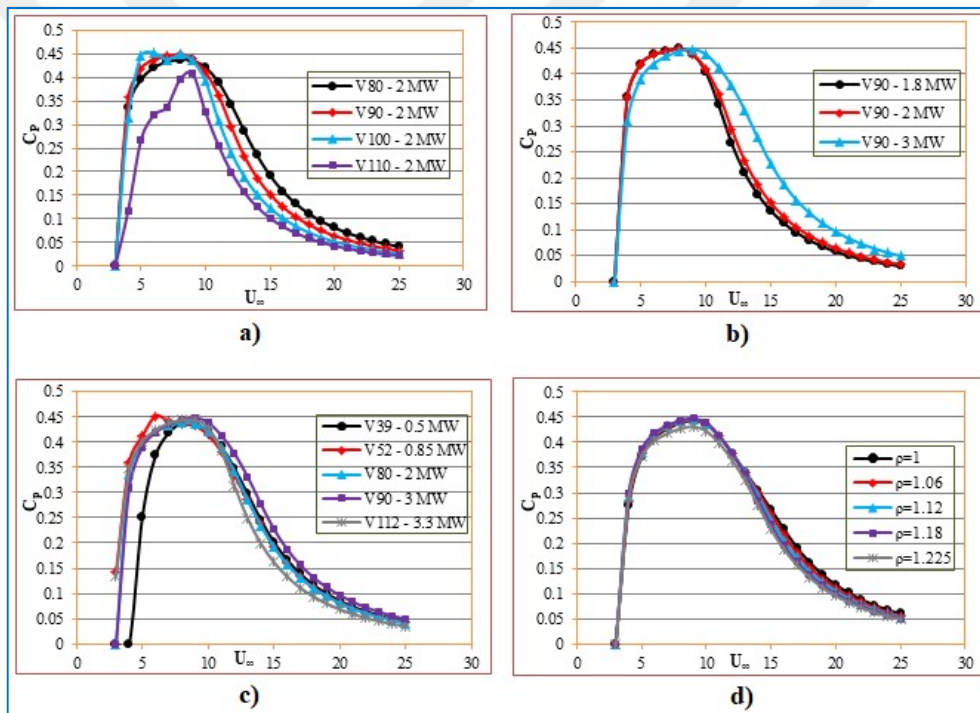 0.5
0.45
0.4
0.35
0.3
0.25
0.2
0.15
0.1
0.05
0
C_P
V80 - 2 MW
V90 - 2 MW
V100 - 2 MW
V110 - 2 MW
0 5 10 15 20 25 30
U∞
a)
0.5
0.45
0.4
0.35
0.3
0.25
0.2
0.15
0.1
0.05
0
C_P
V90 - 1.8 MW
V90 - 2 MW
V90 - 3 MW
0 5 10 15 20 25 30
U∞
b)
0.5
0.45
0.4
0.35
0.3
0.25
0.2
0.15
0.1
0.05
0
C_P
V39 - 0.5 MW
V52 - 0.85 MW
V80 - 2 MW
V90 - 3 MW
V112 - 3.3 MW
0 5 10 15 20 25 30
U∞
c)
0.5
0.45
0.4
0.35
0.3
0.25
0.2
0.15
0.1
0.05
0
C_P
ρ=1
ρ=1.06
ρ=1.12
ρ=1.18
ρ=1.225
0 5 10 15 20 25 30
U∞
d)